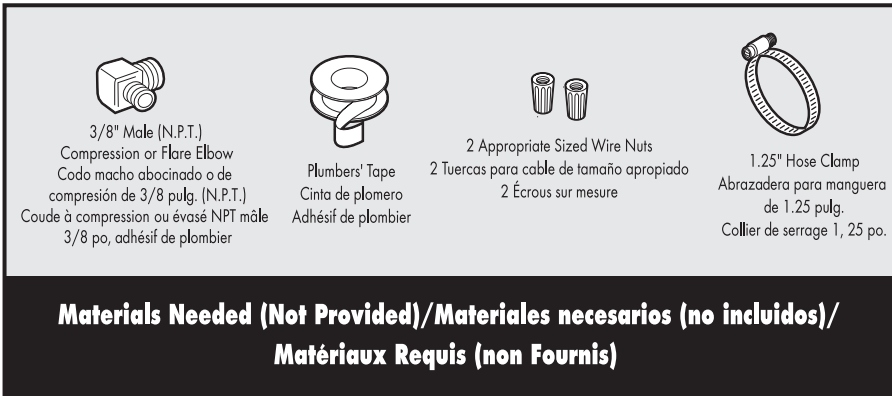 3/8" Male (N.P.T.)
Compression or Flare Elbow
Codo macho abocinado o de
compresión de 3/8 pulg. (N.P.T.)
Coude à compression ou évasé NPT mâle
3/8 po, adhésif de plombier
Plumbers' Tape
Cinta de plomero
Adhésif de plombier
2 Appropriate Sized Wire Nuts
2 Tuercas para cable de tamaño apropiado
2 Écrous sur mesure
1.25" Hose Clamp
Abrazadera para manguera
de 1.25 pulg.
Collier de serrage 1, 25 po.
Materials Needed (Not Provided)/Materiales necesarios (no incluidos)/
Matériaux Requis (non Fournis)